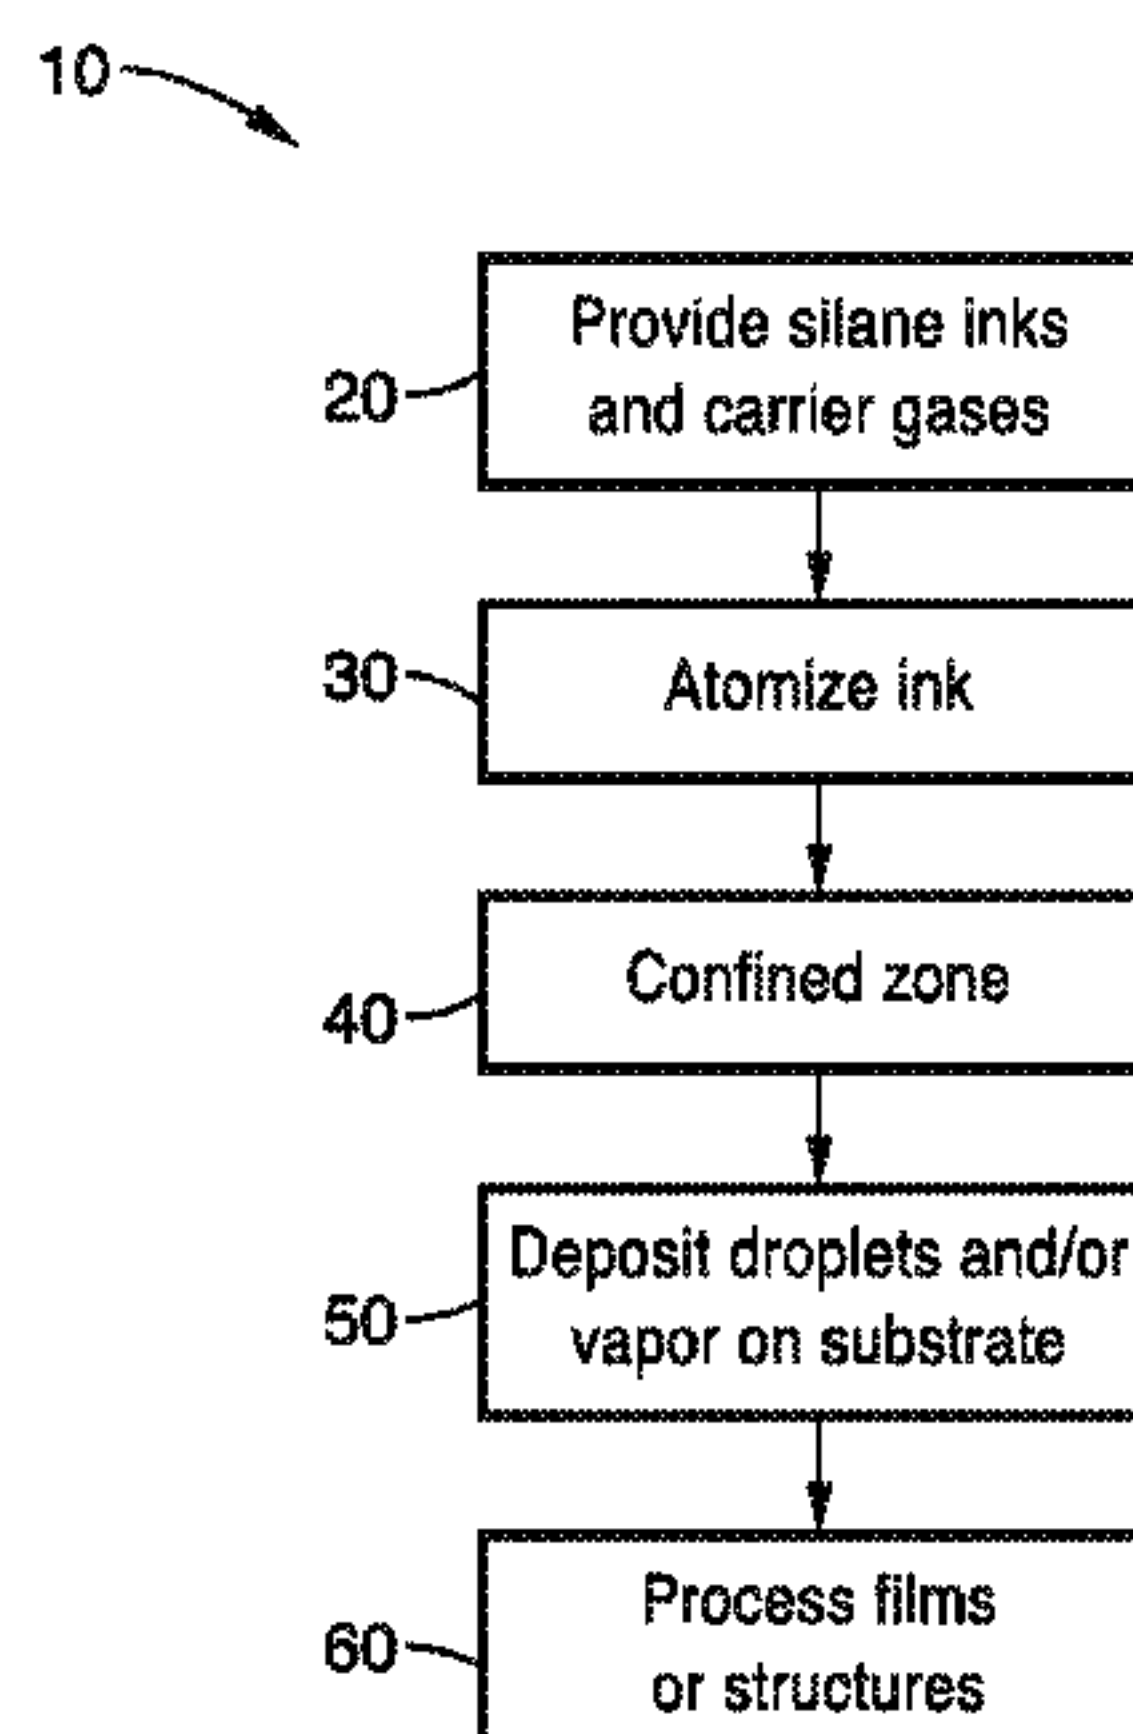 10
Provide silane inks
and carrier gases
20
30
Atomize ink
Confined zone
40
Deposit droplets and/or
vapor on substrate
50
Process films
or structures
60